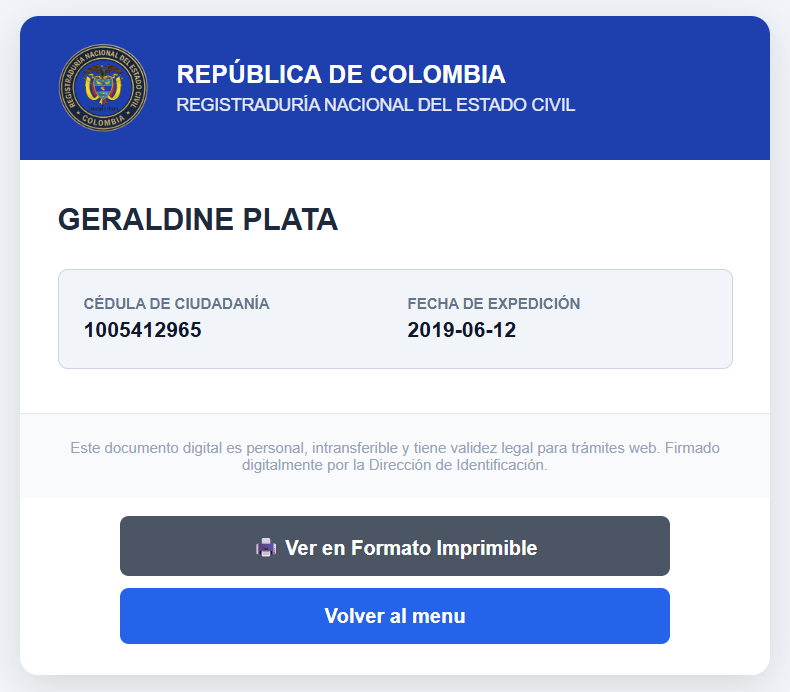 REGISTRADURÍA NACIONAL DEL ESTADO CIVIL
COLOMBIA
REPÚBLICA DE COLOMBIA
REGISTRADURÍA NACIONAL DEL ESTADO CIVIL
GERALDINE PLATA
CÉDULA DE CIUDADANÍA
FECHA DE EXPEDICIÓN
1005412965
2019-06-12
Este documento digital es personal, intransferible y tiene validez legal para trámites web. Firmado
digitalmente por la Dirección de Identificación.
Ver en Formato Imprimible
Volver al menu